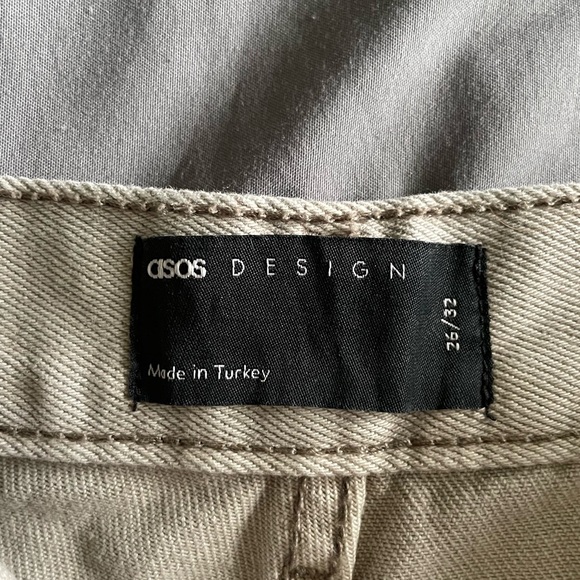 asos DESIGN
26/32
Made in Turkey